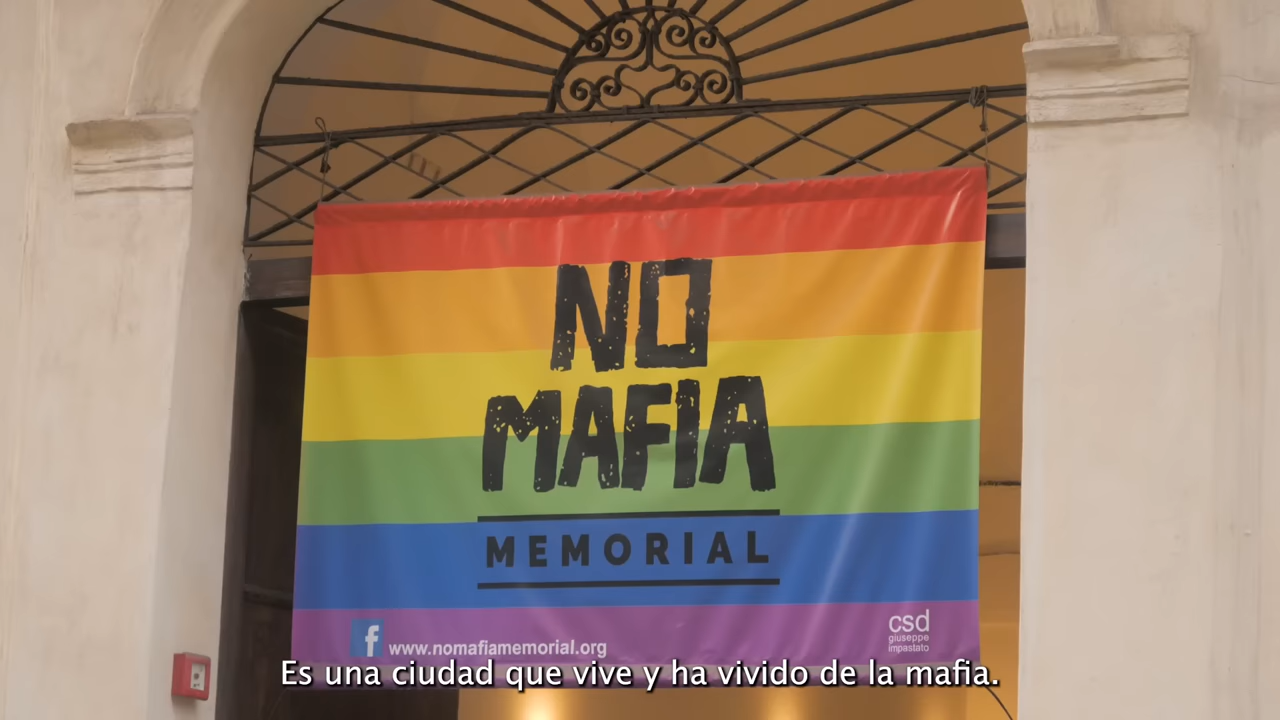 NO
MAFIA
MEMORIAL
f www.nomafiamemorial.org
csd
giuseppe
impastato
Es una ciudad que vive y ha vivido de la mafia.